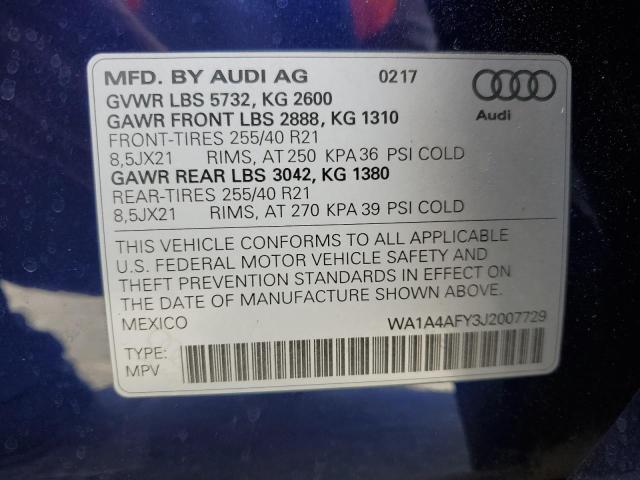 MFD. BY AUDI AG 0217
GVWR LBS 5732, KG 2600
GAWR FRONT LBS 2888, KG 1310
FRONT-TIRES 255/40 R21
8,5JX21 RIMS, AT 250 KPA 36 PSI COLD
GAWR REAR LBS 3042, KG 1380
REAR-TIRES 255/40 R21
8,5JX21 RIMS, AT 270 KPA 39 PSI COLD
Audi
THIS VEHICLE CONFORMS TO ALL APPLICABLE
U.S. FEDERAL MOTOR VEHICLE SAFETY AND
THEFT PREVENTION STANDARDS IN EFFECT ON
THE DATE OF MANUFACTURE SHOWN ABOVE.
MEXICO WA1A4AFY3J2007729
TYPE:
MPV